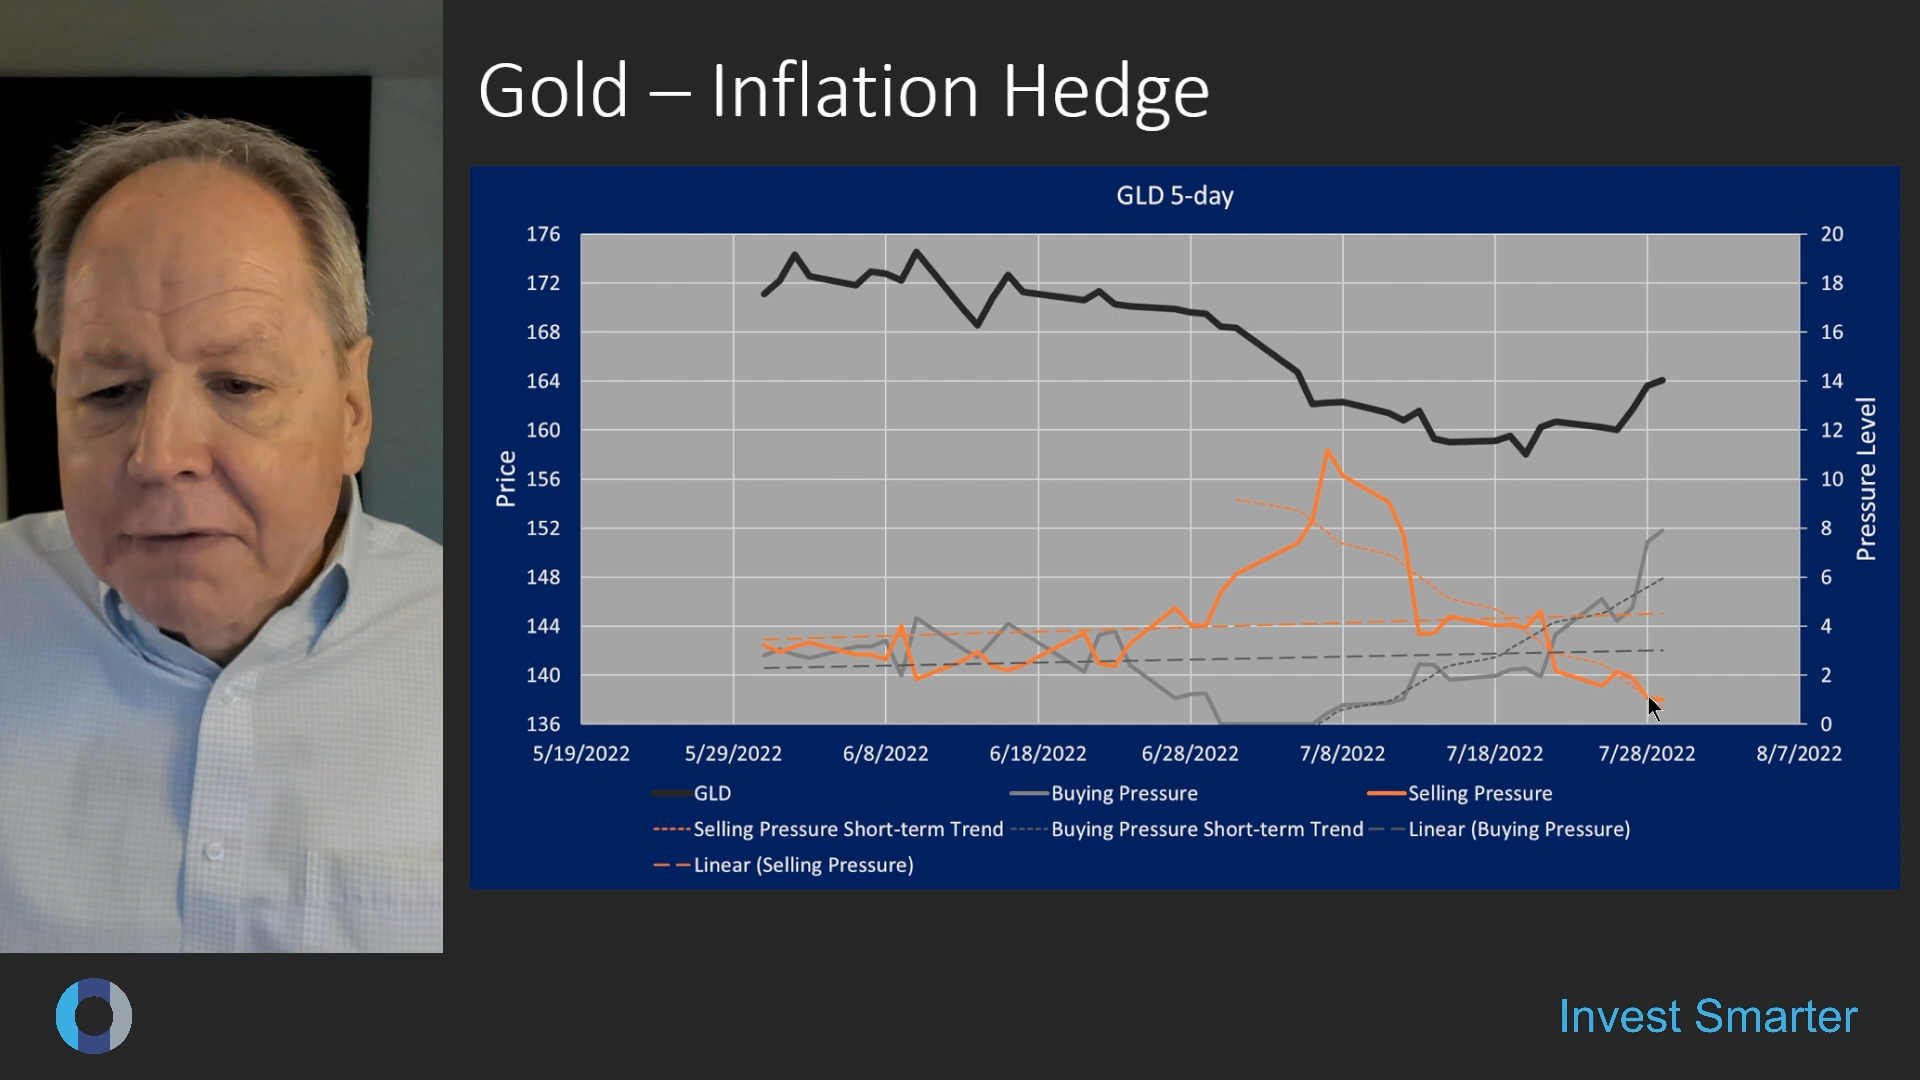 Gold – Inflation Hedge
GLD 5-day
176
172
168
164
160
156
152
148
144
140
136
Price
20
18
16
14
12
10
8
6
4
2
0
Pressure Level
5/19/2022 5/29/2022 6/8/2022 6/18/2022 6/28/2022 7/8/2022 7/18/2022 7/28/2022 8/7/2022
GLD Buying Pressure Selling Pressure
Selling Pressure Short-term Trend Buying Pressure Short-term Trend Linear (Buying Pressure)
Linear (Selling Pressure)
Invest Smarter